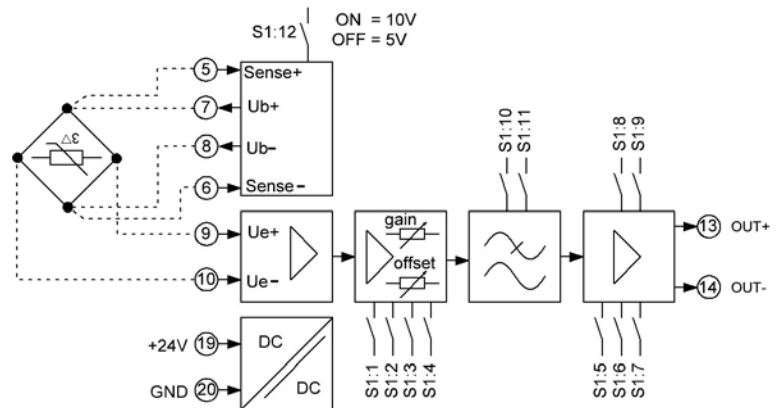 S1:12
ON = 10V
OFF = 5V
5 Sense+
7 Ub+
8 Ub-
6 Sense-
Δε
S1:10
S1:11
S1:8
S1:9
9 Ue+
10 Ue-
gain
offset
13 OUT+
14 OUT-
+24V 19 DC
GND 20 DC
S1:1
S1:2
S1:3
S1:4
S1:5
S1:6
S1:7